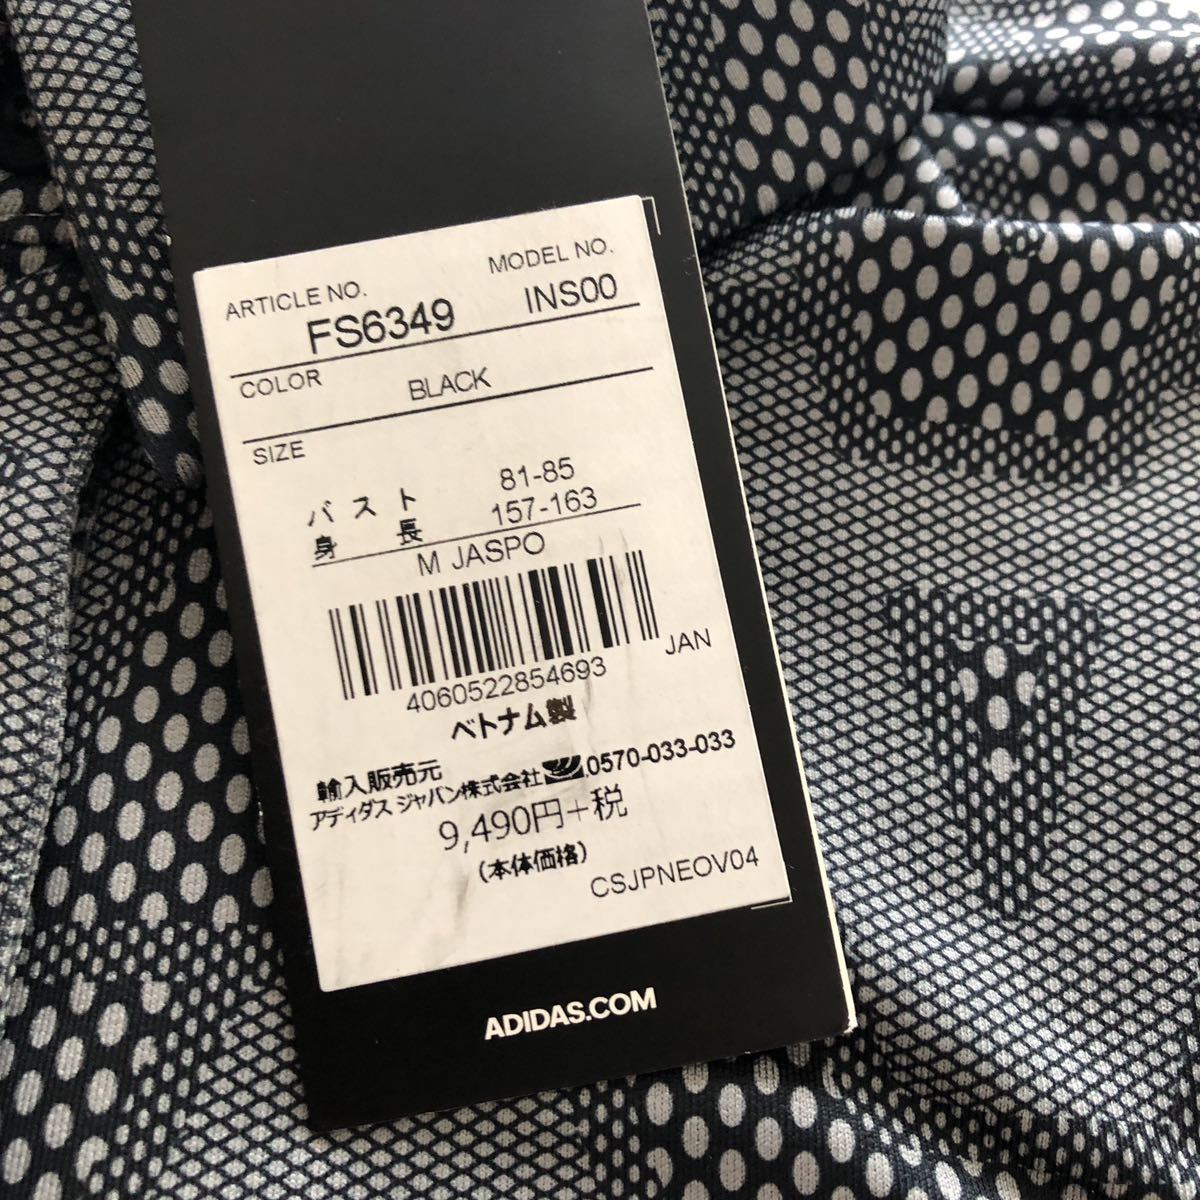 ARTICLE NO. MODEL NO.
FS6349 INS00
COLOR BLACK
SIZE
バスト 81-85
身長 157-163
M JASPO
JAN
4060522854693
ベトナム製
輸入販売元
アディダス ジャパン株式会社 0570-033-033
9,490円+税
(本体価格)
CSJPNEOV04
ADIDAS.COM